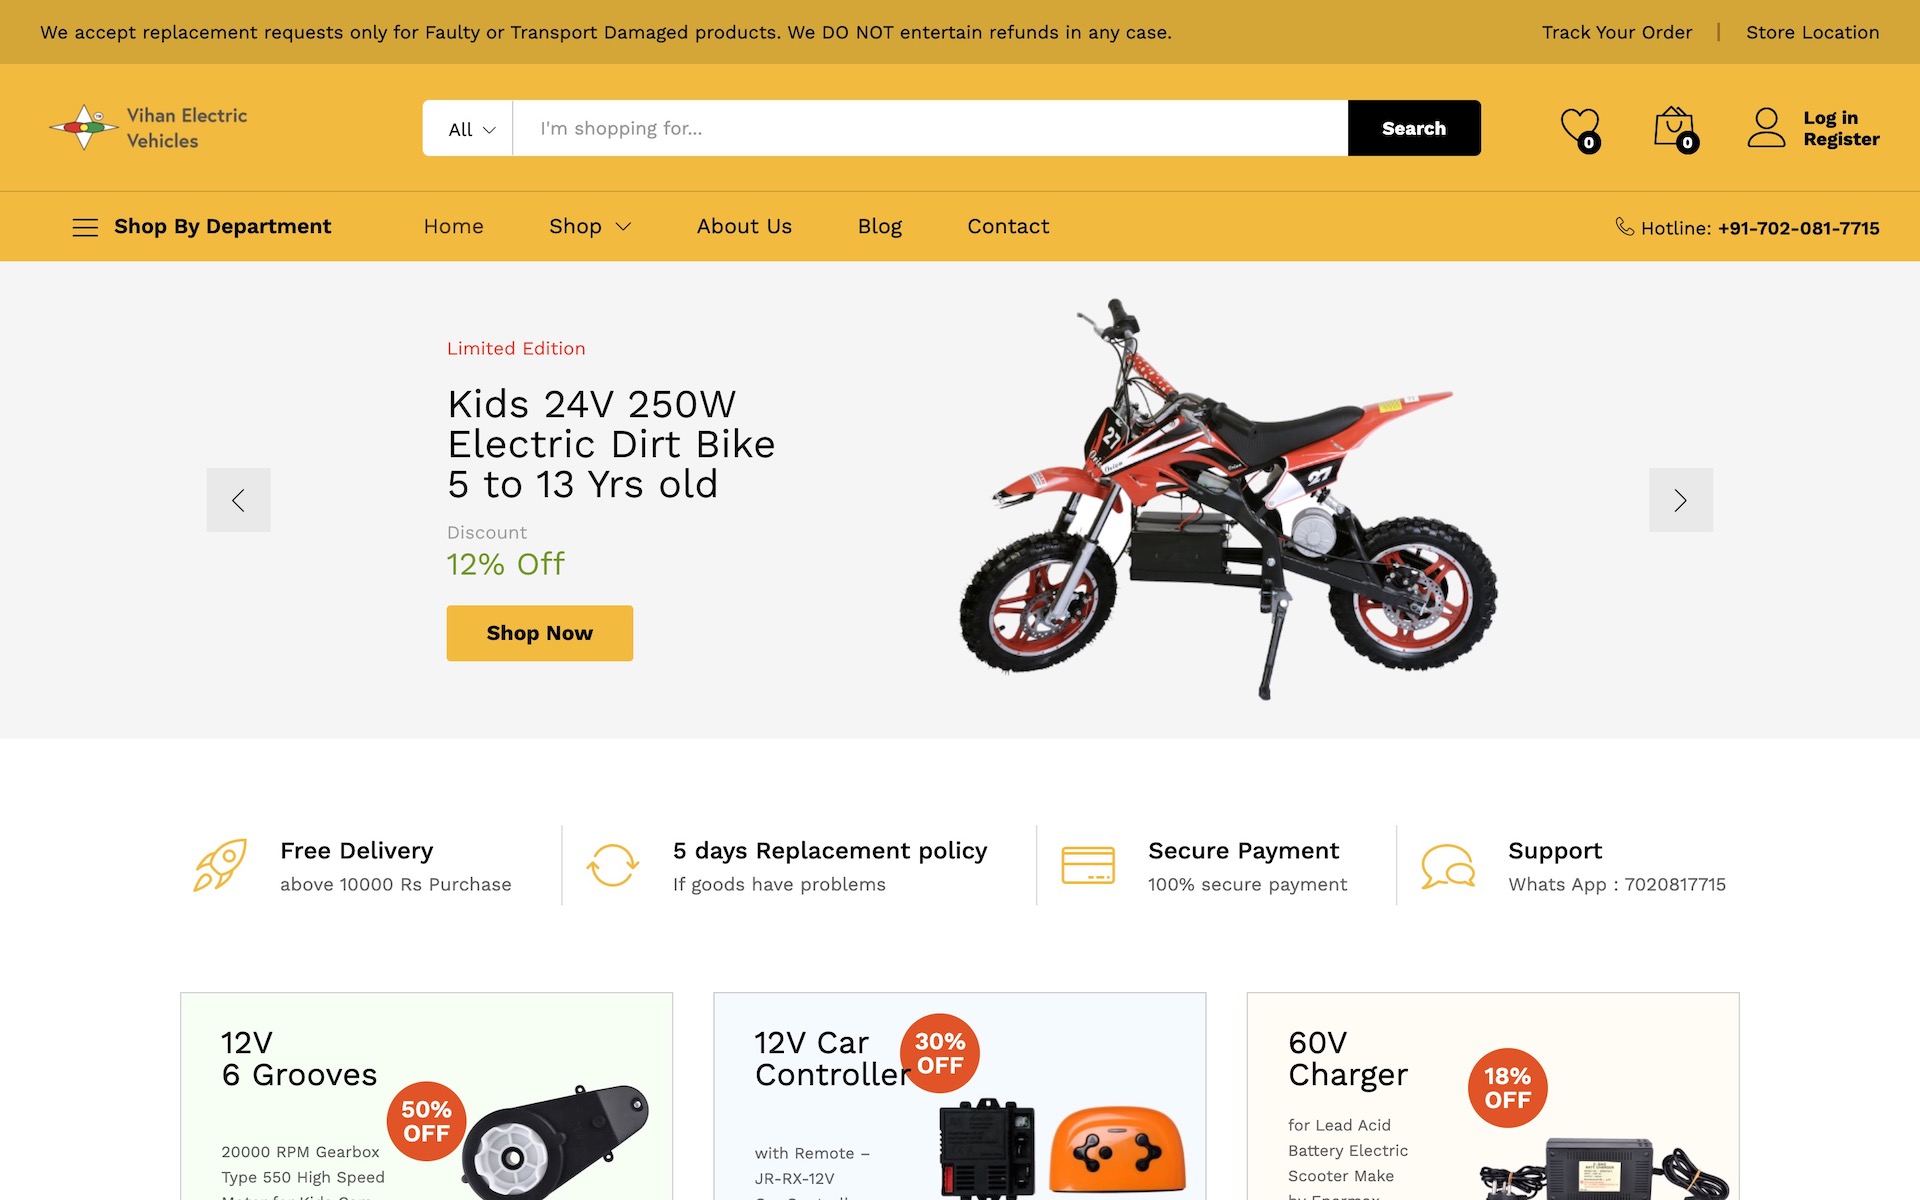 We accept replacement requests only for Faulty or Transport Damaged products. We DO NOT entertain refunds in any case.
Track Your Order
Store Location
Vihan Electric
Vehicles
All
I'm shopping for...
Search
0
0
Log in
Register
Shop By Department
Home
Shop
About Us
Blog
Contact
Hotline: +91-702-081-7715
Limited Edition
Kids 24V 250W
Electric Dirt Bike
5 to 13 Yrs old
Discount
12% Off
Shop Now
27
Orion
27
Free Delivery
above 10000 Rs Purchase
5 days Replacement policy
If goods have problems
Secure Payment
100% secure payment
Support
Whats App : 7020817715
12V
6 Grooves
50%
OFF
20000 RPM Gearbox
Type 550 High Speed
12V Car
Controller
30%
OFF
with Remote –
JR-RX-12V
60V
Charger
18%
OFF
for Lead Acid
Battery Electric
Scooter Make